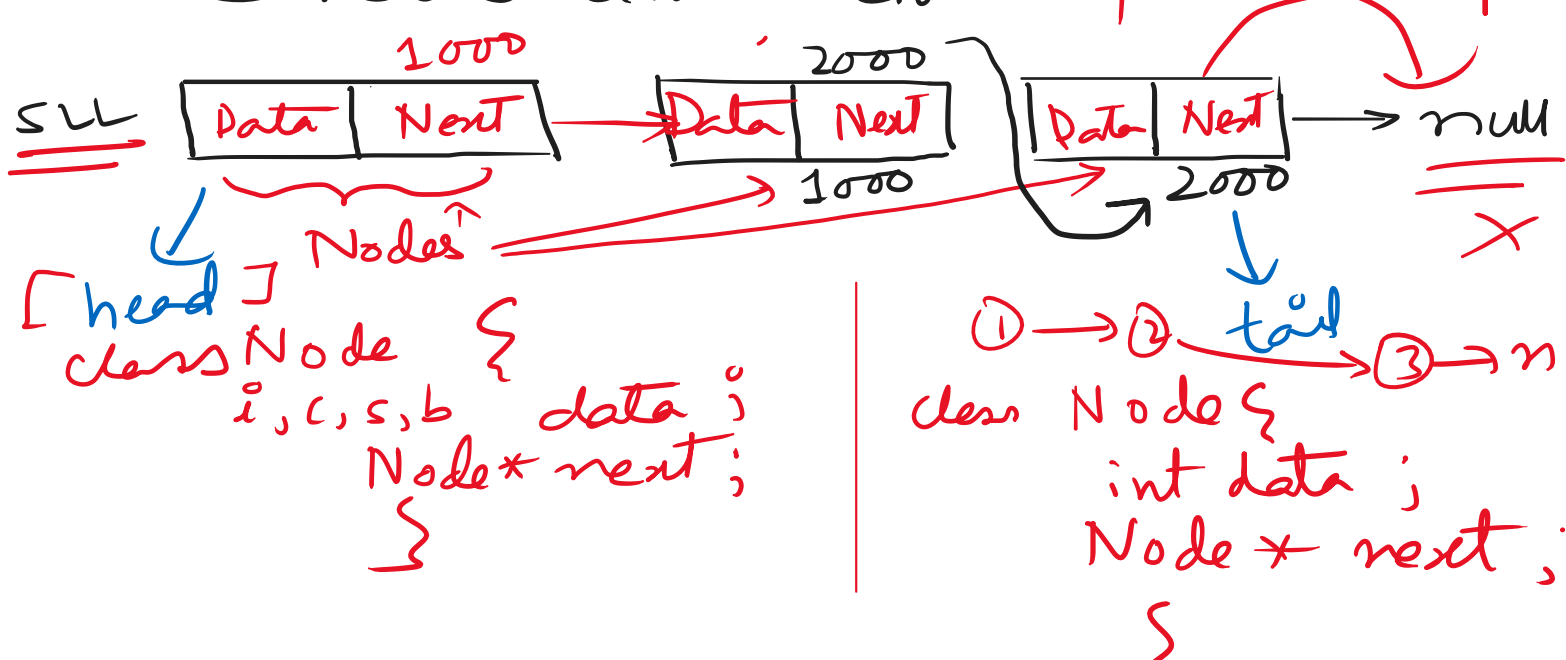 1000 2000
SLL Data Next Data Next Data Next null
1000 2000
Nodes
[head] tail
1 2 3 n
class Node {
i, c, s, b data ;
Node* next ;
}
class Node {
int data ;
Node * next ;
}